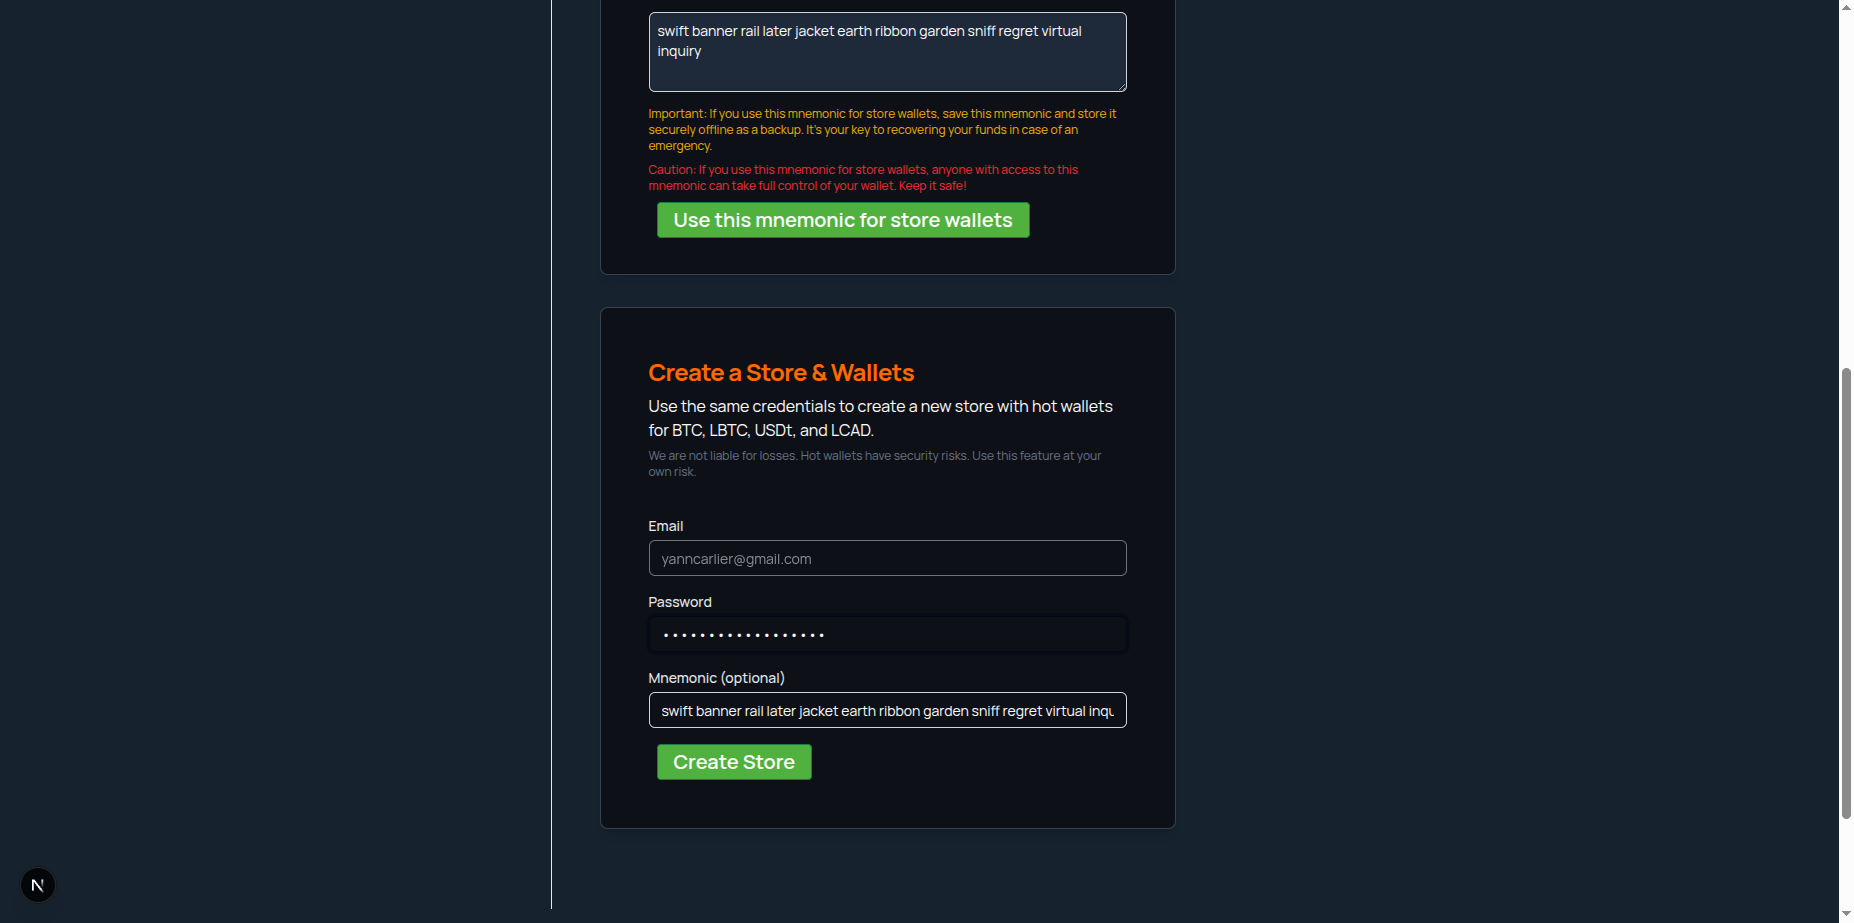 swift banner rail later jacket earth ribbon garden sniff regret virtual
inquiry
Important: If you use this mnemonic for store wallets, save this mnemonic and store it
securely offline as a backup. It's your key to recovering your funds in case of an
emergency.
Caution: If you use this mnemonic for store wallets, anyone with access to this
mnemonic can take full control of your wallet. Keep it safe!
Use this mnemonic for store wallets
Create a Store & Wallets
Use the same credentials to create a new store with hot wallets
for BTC, LBTC, USDt, and LCAD.
We are not liable for losses. Hot wallets have security risks. Use this feature at your
own risk.
Email
yanncarlier@gmail.com
Password
••••••••••••••••••
Mnemonic (optional)
swift banner rail later jacket earth ribbon garden sniff regret virtual inqu
Create Store
N